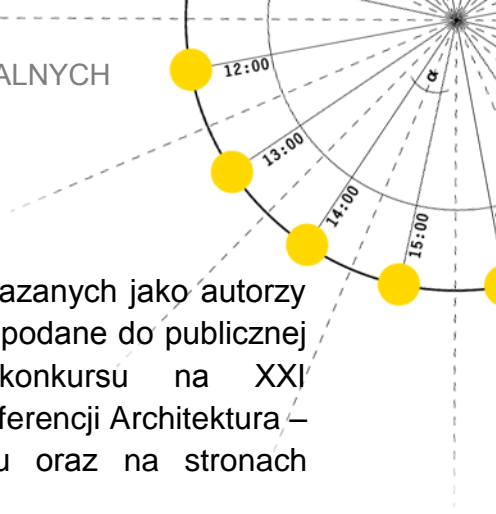 ALNYCH
12:00
13:00
14:00
15:00
α
azanych jako autorzy
podane do publicznej
konkursu na XXI
ferencji Architektura –
u oraz na stronach